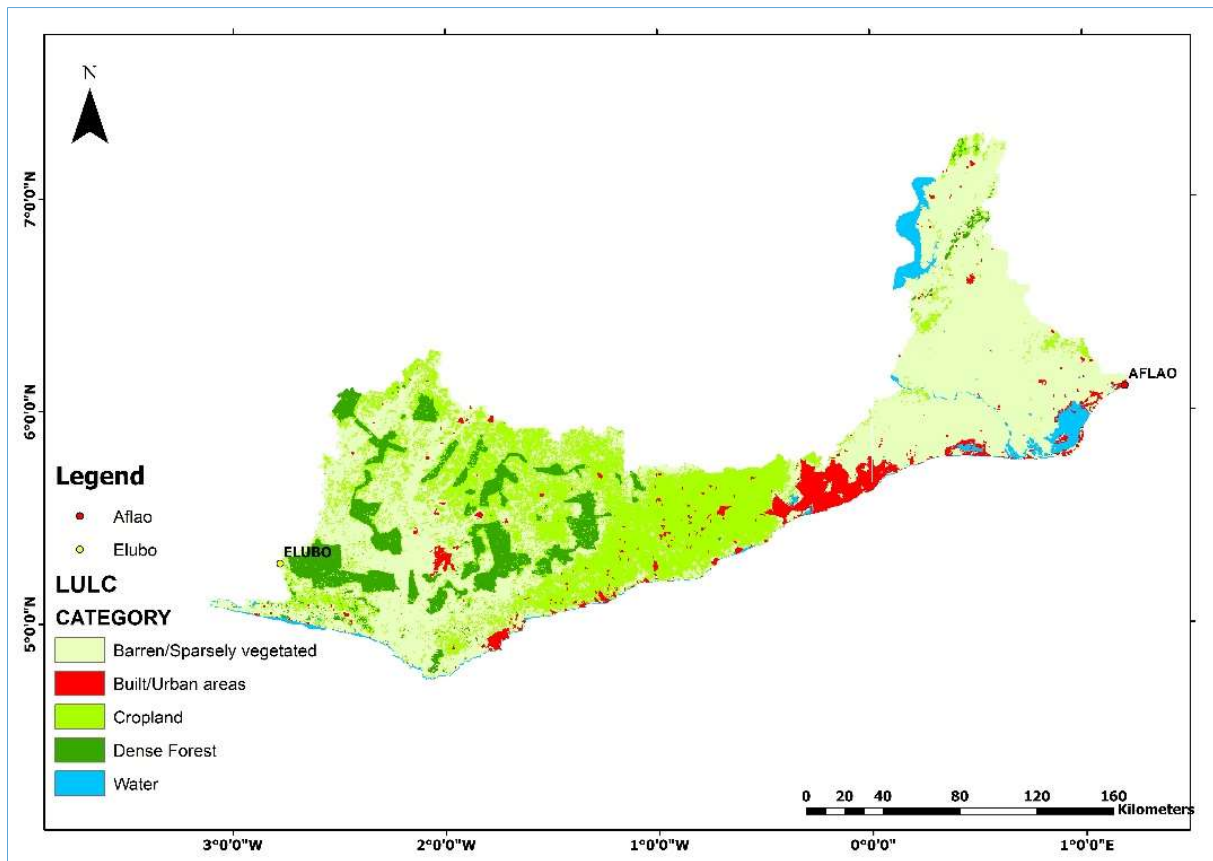 N
7°0'0"N
6°0'0"N
5°0'0"N
AFLAO
ELUBO
Legend
Aflao
Elubo
LULC
CATEGORY
Barren/Sparsely vegetated
Built/Urban areas
Cropland
Dense Forest
Water
0 20 40 80 120 160
Kilometers
3°0'0"W 2°0'0"W 1°0'0"W 0°0'0" 1°0'0"E